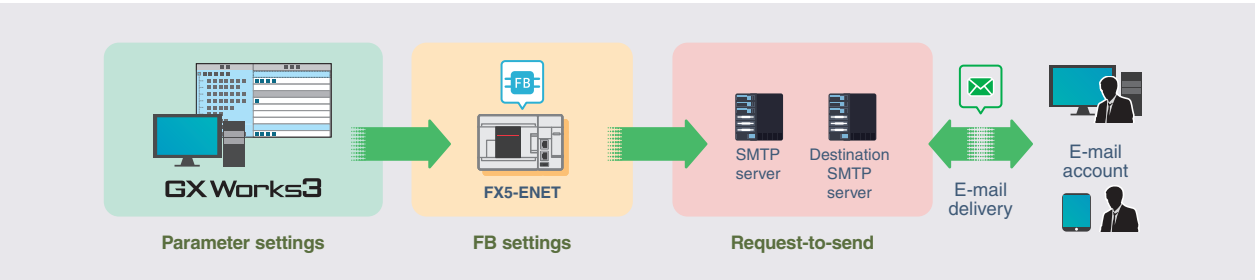 FB
GX Works3
FX5-ENET
SMTP
server
Destination
SMTP
server
E-mail
delivery
E-mail
account
Parameter settings
FB settings
Request-to-send